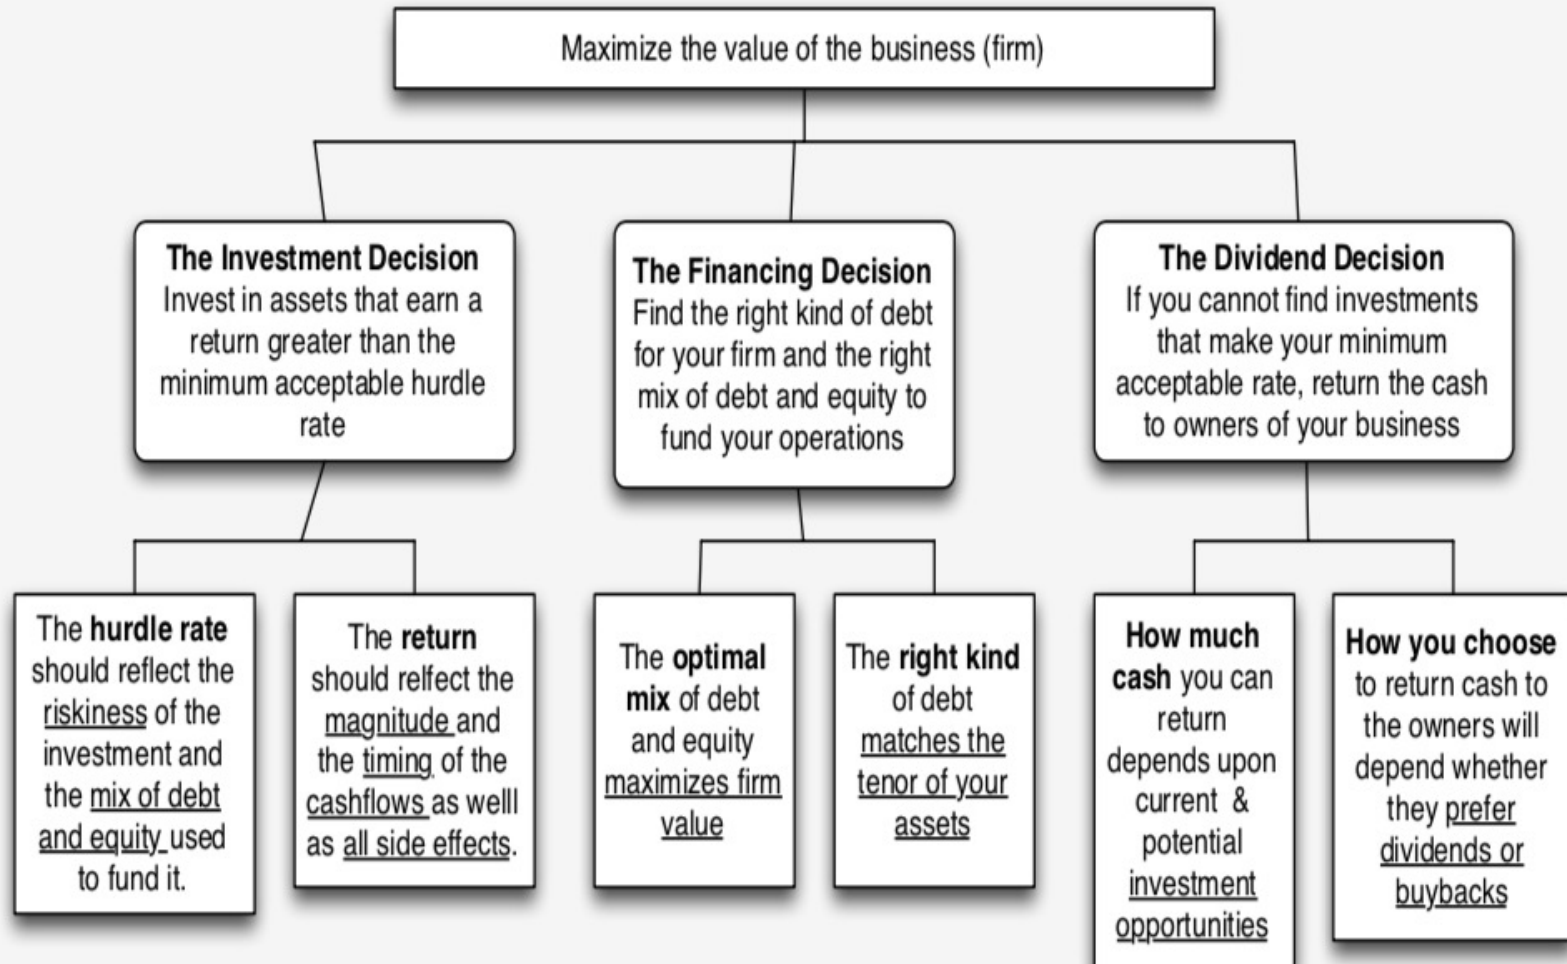 Maximize the value of the business (firm)
The Investment Decision
Invest in assets that earn a
return greater than the
minimum acceptable hurdle
rate
The Financing Decision
Find the right kind of debt
for your firm and the right
mix of debt and equity to
fund your operations
The Dividend Decision
If you cannot find investments
that make your minimum
acceptable rate, return the cash
to owners of your business
The hurdle rate
should reflect the
riskiness of the
investment and
the mix of debt
and equity used
to fund it.
The return
should relfect the
magnitude and
the timing of the
cashflows as welll
as all side effects.
The optimal
mix of debt
and equity
maximizes firm
value
The right kind
of debt
matches the
tenor of your
assets
How much
cash you can
return
depends upon
current &
potential
investment
opportunities
How you choose
to return cash to
the owners will
depend whether
they prefer
dividends or
buybacks